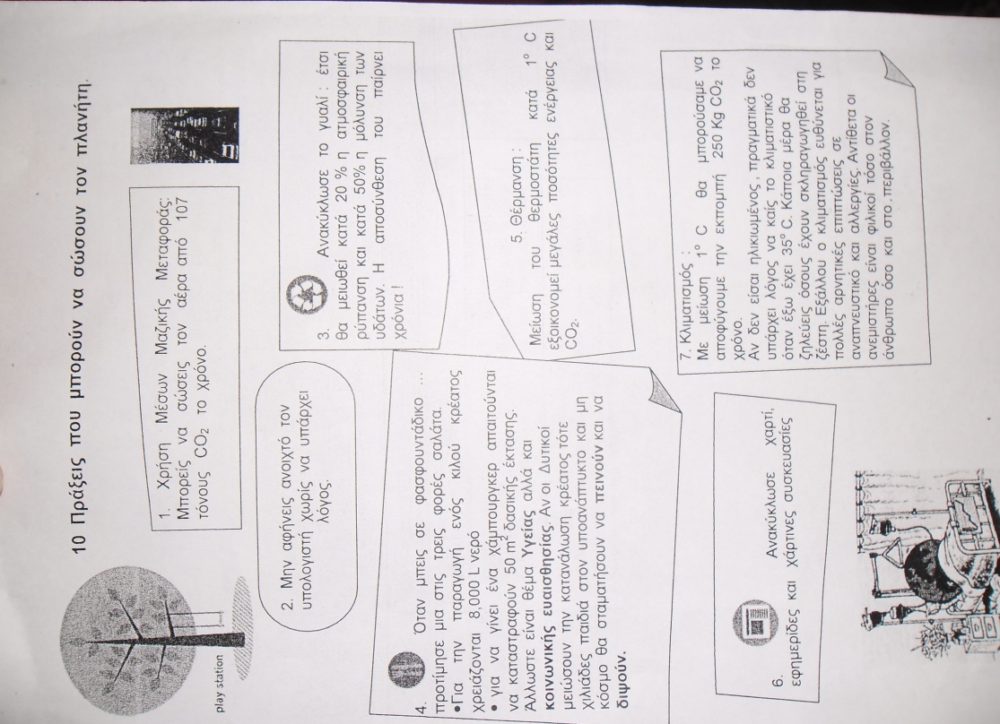 10 Πράξεις που μπορούν να σώσουν τον πλανήτη.
play station
1. Χρήση Μέσων Μαζικής Μεταφοράς:
Μπορείς να σώσεις τον αέρα από 107
τόνους CO2 το χρόνο.
2. Μην αφήνεις ανοιχτό τον
υπολογιστή χωρίς να υπάρχει
λόγος.
3. Ανακύκλωσε το γυαλί : έτσι
θα μειωθεί κατά 20 % η ατμοσφαιρική
ρύπανση και κατά 50% η μόλυνση των
υδάτων. Η αποσύνθεση του παίρνει
χρόνια !
4. Όταν μπεις σε φασφουντάδικο ...
προτίμησε μια στις τρεις φορές σαλάτα.
•Για την παραγωγή ενός κιλού κρέατος
χρειάζονται 8,000 L νερό
• για να γίνει ένα χάμπουργκερ απαιτούνται
να καταστραφούν 50 m2 δασικής έκτασης.
Άλλωστε είναι θέμα Υγείας αλλά και
κοινωνικής ευαισθησίας. Αν οι Δυτικοί
μειώσουν την κατανάλωση κρέατος τότε
χιλιάδες παιδιά στον υποανάπτυκτο και μη
κόσμο θα σταματήσουν να πεινούν και να
διψούν.
5. Θέρμανση :
Μείωση του θερμοστάτη κατά 1° C
εξοικονομεί μεγάλες ποσότητες ενέργειας και
CO2.
6. Ανακύκλωσε χαρτί,
εφημερίδες και χάρτινες συσκευασίες
7. Κλιματισμός :
Με μείωση 1° C θα μπορούσαμε να
αποφύγουμε την εκπομπή 250 Kg CO2 το
χρόνο.
Αν δεν είσαι ηλικιωμένος , πραγματικά δεν
υπάρχει λόγος να καίς το κλιματιστικό
όταν έξω έχει 35° C. Κάποια μέρα θα
ζηλεύεις όσους έχουν σκληραγωγηθεί στη
ζέστη. Εξάλλου ο κλιματισμός ευθύνεται για
πολλές αρνητικές επιπτώσεις σε
αναπνευστικό και αλλεργίες. Αντίθετα οι
ανεμιστήρες είναι φιλικοί τόσο στον
άνθρωπο όσο και στο .περιβάλλον.